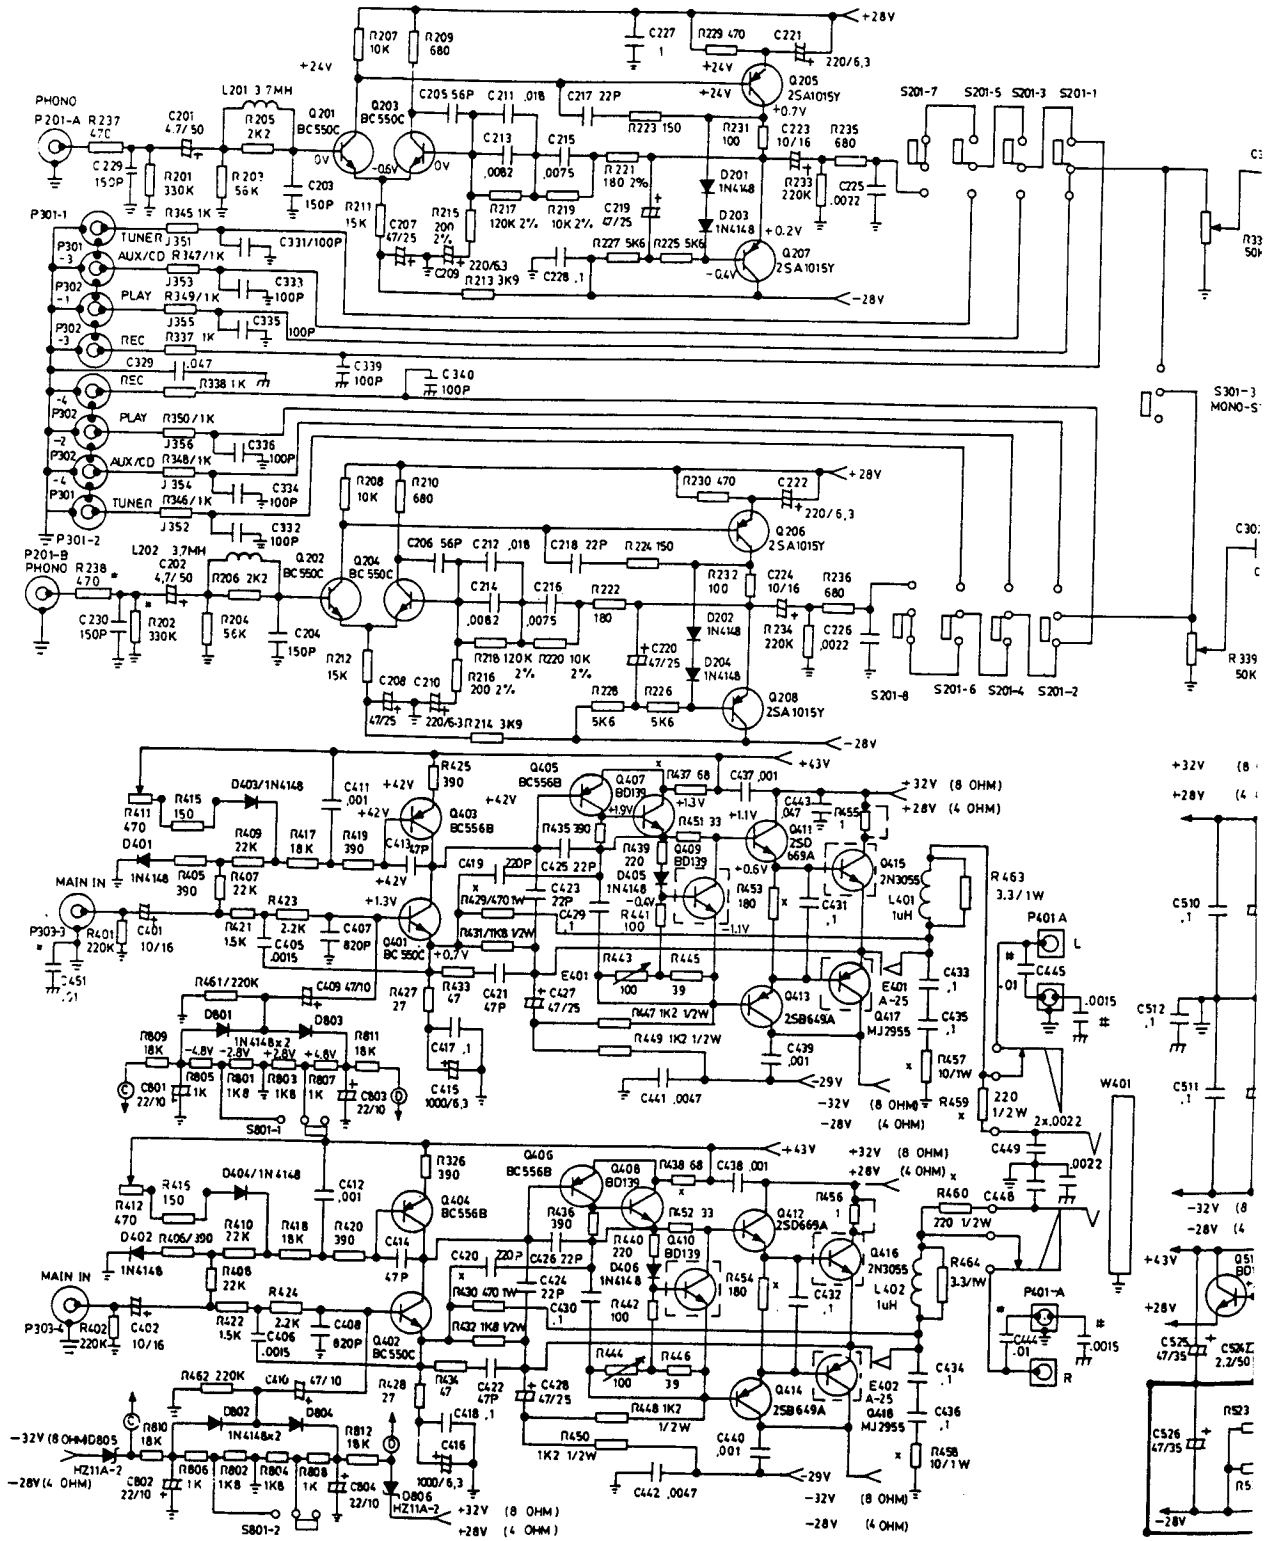 +28V
R207
10K
R209
680
C227
1
R229 470
C221
220/6,3
+24V
+24V
Q205
2SA1015Y
L201 3.7MH
C205 56P
C211 .018
C217 22P
+0.7V
S201-7
S201-5
S201-3
S201-1
PHONO
P201-A
R237
470
C201
4.7/50
R205
2K2
Q201
BC550C
Q203
BC550C
R223 150
R231
100
C223
10/16
R235
680
C213
.0082
C215
.0075
R221
180 2%
0V
-0.6V
0V
C229
150P
R201
330K
R203
56K
C203
150P
D201
1N4148
R233
220K
C225
.0022
R211
15K
C207
47/25
R215
200
2%
R217
120K 2%
R219
10K 2%
C219
47/25
D203
1N4148
P301-1
R345 1K
TUNER
J351
C331/100P
C209
220/6.3
R227 5K6
R225 5K6
+0.2V
Q207
2SA1015Y
-0.4V
P301
-3
AUX/CD
R347/1K
J353
C333
100P
R213 3K9
C228 .1
-28V
P302
-1
PLAY
R349/1K
J355
C335
100P
P302
-3
REC
R337 1K
C329
.047
C339
100P
C340
100P
REC
R338 1K
-4
P302
PLAY
R350/1K
J356
C336
100P
S301-3
MONO-S
-2
P302
AUX/CD
R348/1K
J354
C334
100P
-4
P301
TUNER
R346/1K
J352
C332
100P
P301-2
R208
10K
R210
680
R230 470
C222
220/6,3
+28V
Q206
2SA1015Y
P201-B
PHONO
R238
470
*
L202 3,7MH
C202
4,7/50
R206 2K2
Q202
BC550C
Q204
BC550C
C206 56P
C212 .018
C218 22P
R224 150
R232
100
C224
10/16
R236
680
C214
.0082
C216
.0075
R222
180
C230
150P
*
R202
330K
R204
56K
C204
150P
D202
1N4148
R234
220K
C226
.0022
R212
15K
C208
47/25
C210
220/6.3
R216
200 2%
R218 120K
2%
R220 10K
2%
C220
47/25
D204
1N4148
R228
5K6
R226
5K6
Q208
2SA1015Y
S201-8
S201-6
S201-4
S201-2
R339
50K
R214 3K9
-28V
+43V
R425
390
Q405
BC556B
Q407
BD139
x
R437 68
C437,001
+32V (8 OHM)
+28V (4 OHM)
+32V
+28V
R411
470
R415
150
D403/1N4148
C411
,001
+42V
+42V
+42V
Q403
BC556B
+1.9V
+1.3V
R451 33
+1.1V
C443
.047
R455
1
D401
1N4148
R409
22K
R417
18K
R419
390
C413
47P
C419
220P
R435 390
C425
22P
R439
220
Q409
BD139
Q411
2SD
669A
Q415
2N3055
R405
390
R407
22K
C423
22P
D405
1N4148
-0.4V
+0.6V
R453
180
L401
1uH
R463
3.3/1W
MAIN IN
P303-3
R401
220K
C401
10/16
R421
1.5K
R423
2.2K
C405
.0015
C407
820P
+1.3V
Q401
BC550C
+0.7V
x
R429/470 1W
R431/1K8 1/2W
C429
.1
R441
100
-1.1V
C431
.1
P401A
L
*
C451
.01
E401
R443
100
R445
39
E401
A-25
Q417
MJ2955
C433
.1
C445
.01
.0015
C512
.1
C510
.1
R461/220K
C409 47/10
R427
27
R433
47
C421
47P
C427
47/25
Q413
2SB649A
C435
.1
D801
1N4148x2
D803
R447 1K2 1/2W
R449 1K2 1/2W
R809
18K
R811
18K
-4.8V
-2.8V
+2.8V
+4.8V
C417 .1
C439
.001
R457
10/1W
C
C801
22/10
R805
1K
R801
1K8
R803
1K8
R807
1K
C803
22/10
D
C415
1000/6,3
C441 .0047
-29V
-32V (8 OHM)
-28V (4 OHM)
R459
x
220
1/2W
2x.0022
W401
C511
.1
S801-1
+43V
R326
390
Q406
BC556B
Q408
BD139
R438 68
x
C438 ,001
+32V (8 OHM)
+28V (4 OHM)
C449
.0022
C448
R412
470
R415
150
D404/1N4148
C412
,001
Q404
BC556B
R436
390
R452 33
Q412
2SD669A
R456
1
R460
220 1/2W
-32V
-28V
D402
1N4148
R406/390
R410
22K
R418
18K
R420
390
C414
47P
C420
220P
C426 22P
R440
220
Q410
BD139
Q416
2N3055
R408
22K
C424
22P
D406
1N4148
R454
180
L402
1uH
R464
3.3/1W
+43V
MAIN IN
P303-4
R402
220K
C402
10/16
R422
1.5K
R424
2.2K
C406
.0015
C408
820P
Q402
BC550C
x
R430 470 1W
R432 1K8 1/2W
C430
.1
R442
100
C432
.1
P401-A
C444
.01
.0015
R
+28V
C525
47/35
C524
2.2/50
R462 220K
C410
47/10
R428
27
R434
47
C422
47P
C428
47/25
R444
100
R446
39
Q414
2SB649A
E402
A-25
Q418
MJ2955
C434
.1
C436
.1
D802
1N4148x2
D804
R448 1K2
1/2W
R450
1K2 1/2W
-32V (8 OHM)
D805
HZ11A-2
-28V (4 OHM)
C
R810
18K
R812
18K
D
C418
.1
C416
1000/6,3
C440
,001
R458
10/1W
R523
C526
47/35
C802
22/10
R806
1K
R802
1K8
R804
1K8
R808
1K
C804
22/10
D806
HZ11A-2
C442 .0047
-29V
+32V (8 OHM)
+28V (4 OHM)
-32V (8 OHM)
-28V (4 OHM)
S801-2
-28V